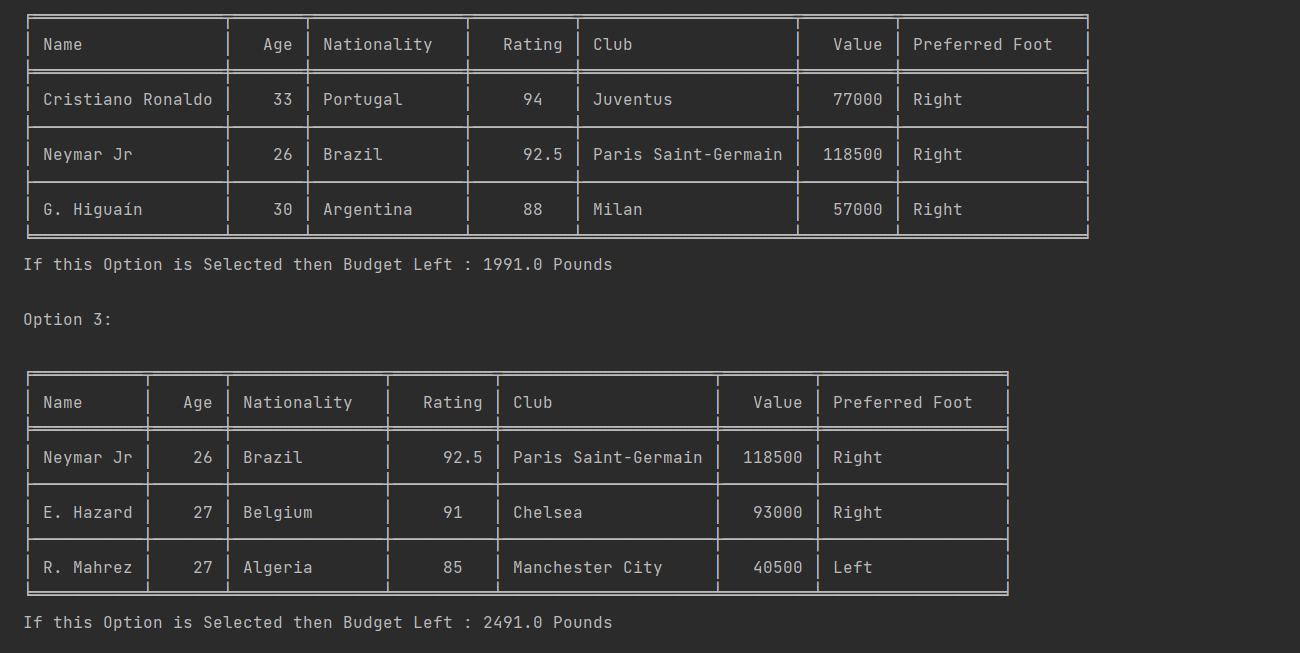 Name Age Nationality Rating Club Value Preferred Foot
Cristiano Ronaldo 33 Portugal 94 Juventus 77000 Right
Neymar Jr 26 Brazil 92.5 Paris Saint-Germain 118500 Right
G. Higuaín 30 Argentina 88 Milan 57000 Right
If this Option is Selected then Budget Left : 1991.0 Pounds
Option 3:
Name Age Nationality Rating Club Value Preferred Foot
Neymar Jr 26 Brazil 92.5 Paris Saint-Germain 118500 Right
E. Hazard 27 Belgium 91 Chelsea 93000 Right
R. Mahrez 27 Algeria 85 Manchester City 40500 Left
If this Option is Selected then Budget Left : 2491.0 Pounds